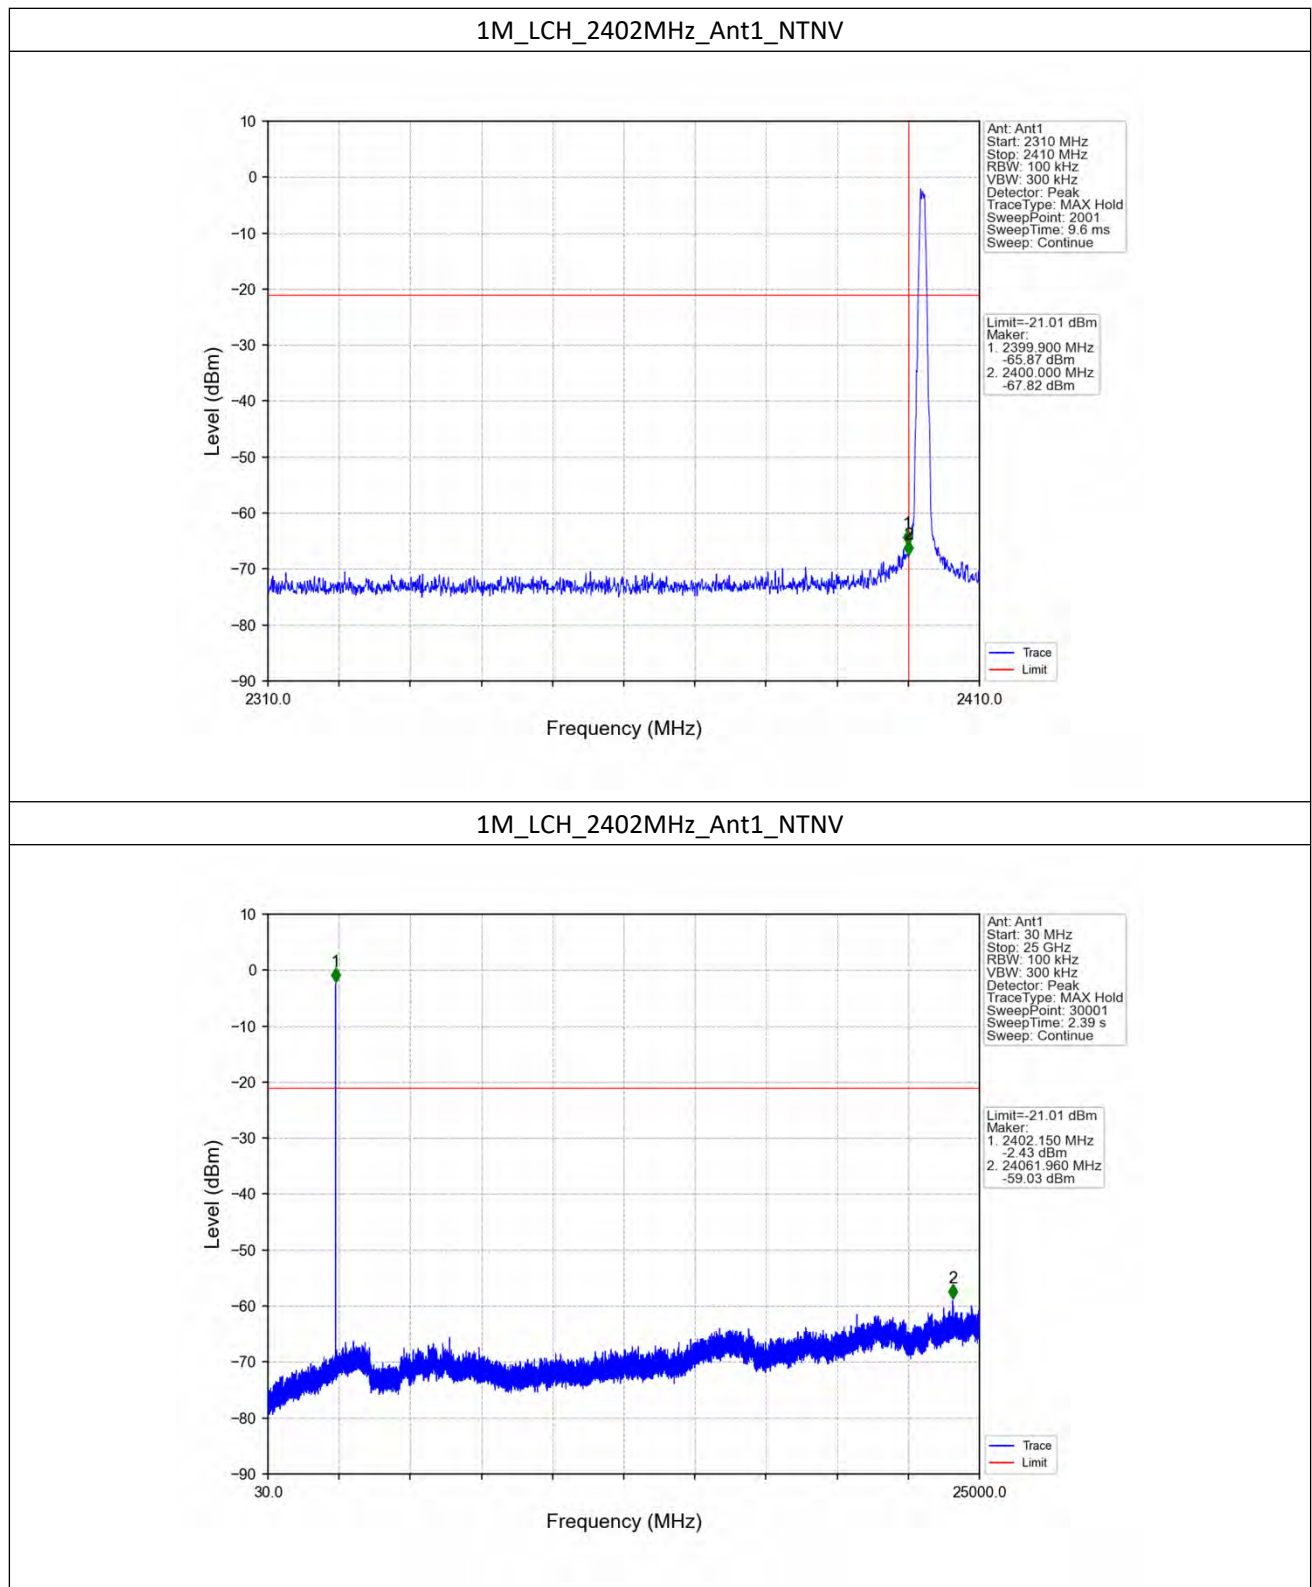 1M_LCH_2402MHz_Ant1_NTNV
10
0
−10
−20
−30
−40
−50
−60
−70
−80
−90
Level (dBm)
2310.0
2410.0
Frequency (MHz)
1
2
Ant: Ant1
Start: 2310 MHz
Stop: 2410 MHz
RBW: 100 kHz
VBW: 300 kHz
Detector: Peak
TraceType: MAX Hold
SweepPoint: 2001
SweepTime: 9.6 ms
Sweep: Continue
Limit=-21.01 dBm
Maker:
1. 2399.900 MHz
-65.87 dBm
2. 2400.000 MHz
-67.82 dBm
Trace
Limit
1M_LCH_2402MHz_Ant1_NTNV
10
0
−10
−20
−30
−40
−50
−60
−70
−80
−90
Level (dBm)
30.0
25000.0
Frequency (MHz)
1
2
Ant: Ant1
Start: 30 MHz
Stop: 25 GHz
RBW: 100 kHz
VBW: 300 kHz
Detector: Peak
TraceType: MAX Hold
SweepPoint: 30001
SweepTime: 2.39 s
Sweep: Continue
Limit=-21.01 dBm
Maker:
1. 2402.150 MHz
-2.43 dBm
2. 24061.960 MHz
-59.03 dBm
Trace
Limit